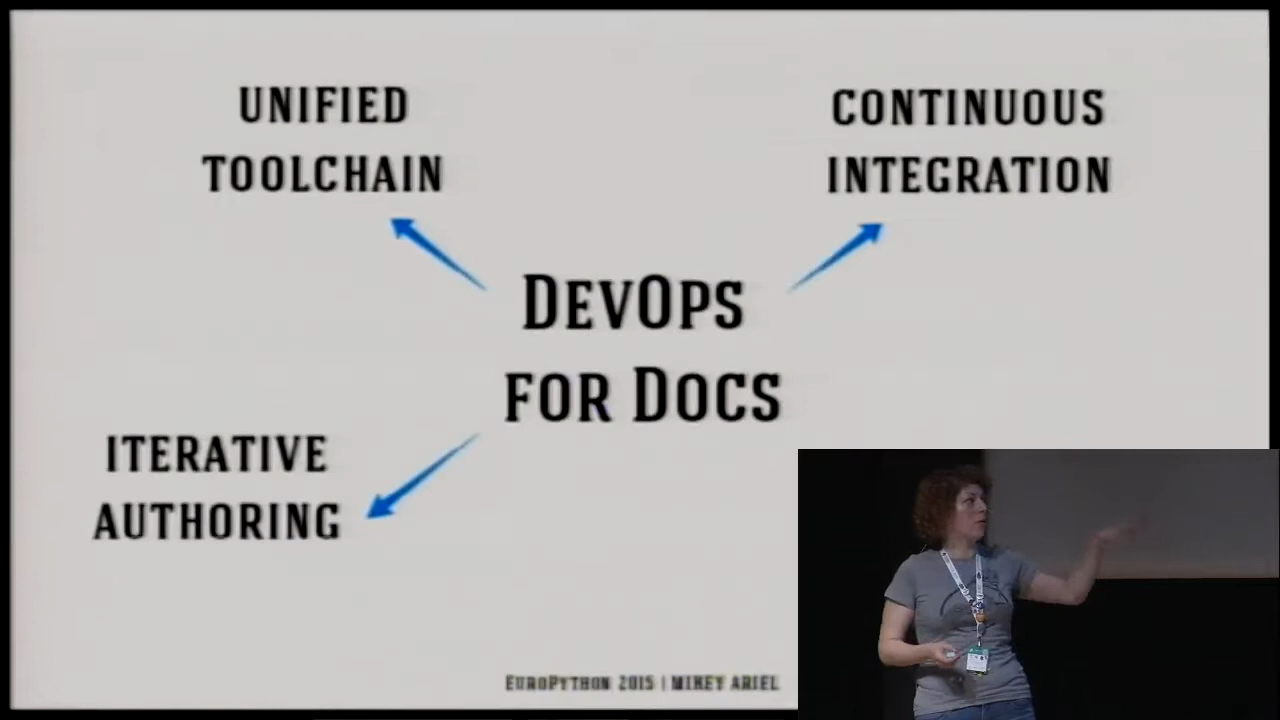 UNIFIED
TOOLCHAIN
CONTINUOUS
INTEGRATION
DEVOPS
FOR DOCS
ITERATIVE
AUTHORING
EUROPYTHON 2015 | MIKEY ARIEL